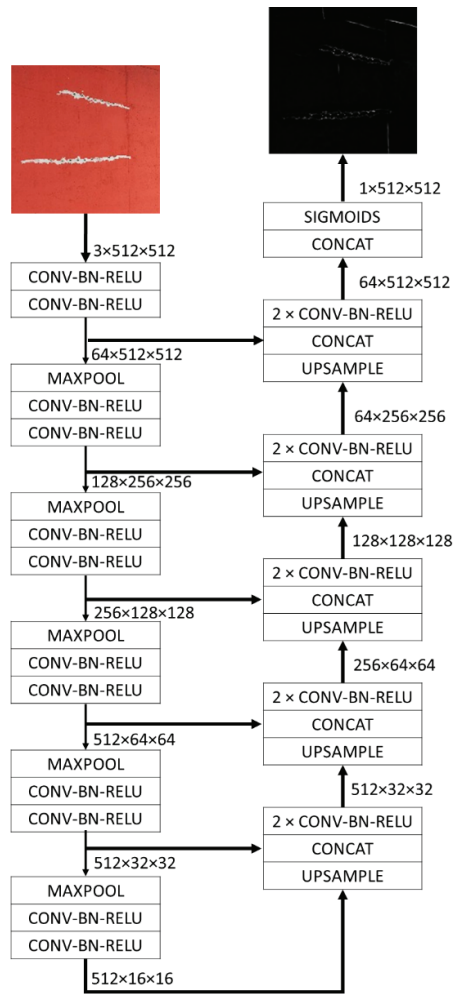 3×512×512
CONV-BN-RELU
CONV-BN-RELU
64×512×512
MAXPOOL
CONV-BN-RELU
CONV-BN-RELU
128×256×256
MAXPOOL
CONV-BN-RELU
CONV-BN-RELU
256×128×128
MAXPOOL
CONV-BN-RELU
CONV-BN-RELU
512×64×64
MAXPOOL
CONV-BN-RELU
CONV-BN-RELU
512×32×32
MAXPOOL
CONV-BN-RELU
CONV-BN-RELU
512×16×16
1×512×512
SIGMOIDS
CONCAT
64×512×512
2 × CONV-BN-RELU
CONCAT
UPSAMPLE
64×256×256
2 × CONV-BN-RELU
CONCAT
UPSAMPLE
128×128×128
2 × CONV-BN-RELU
CONCAT
UPSAMPLE
256×64×64
2 × CONV-BN-RELU
CONCAT
UPSAMPLE
512×32×32
2 × CONV-BN-RELU
CONCAT
UPSAMPLE